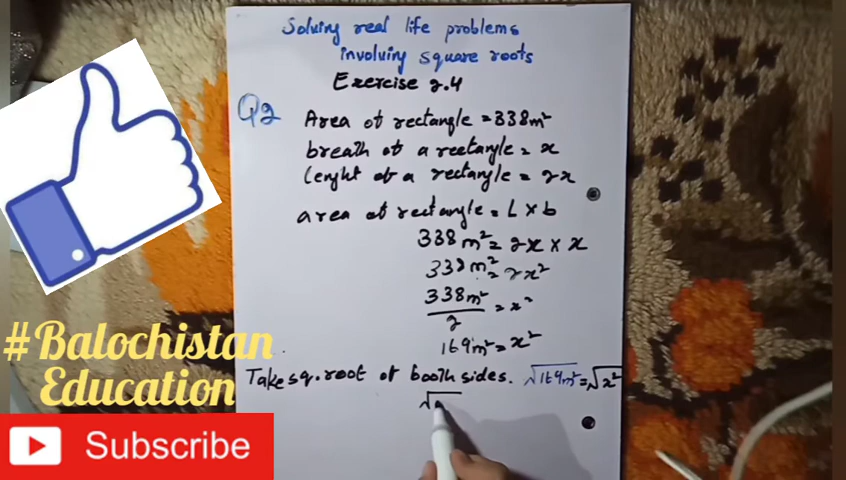 Solving real life problems
involving square roots
Exercise 2.4
Q2
Area of rectangle = 338m²
breath of a rectangle = x
lenght of a rectangle = 2x
area of rectangle = L × b
338 m² = 2x × x
338 m² = 2x²
338m²
2
= x²
169m² = x²
Take sq. root of booth sides. √169m² = √x²
#Balochistan
Education
Subscribe